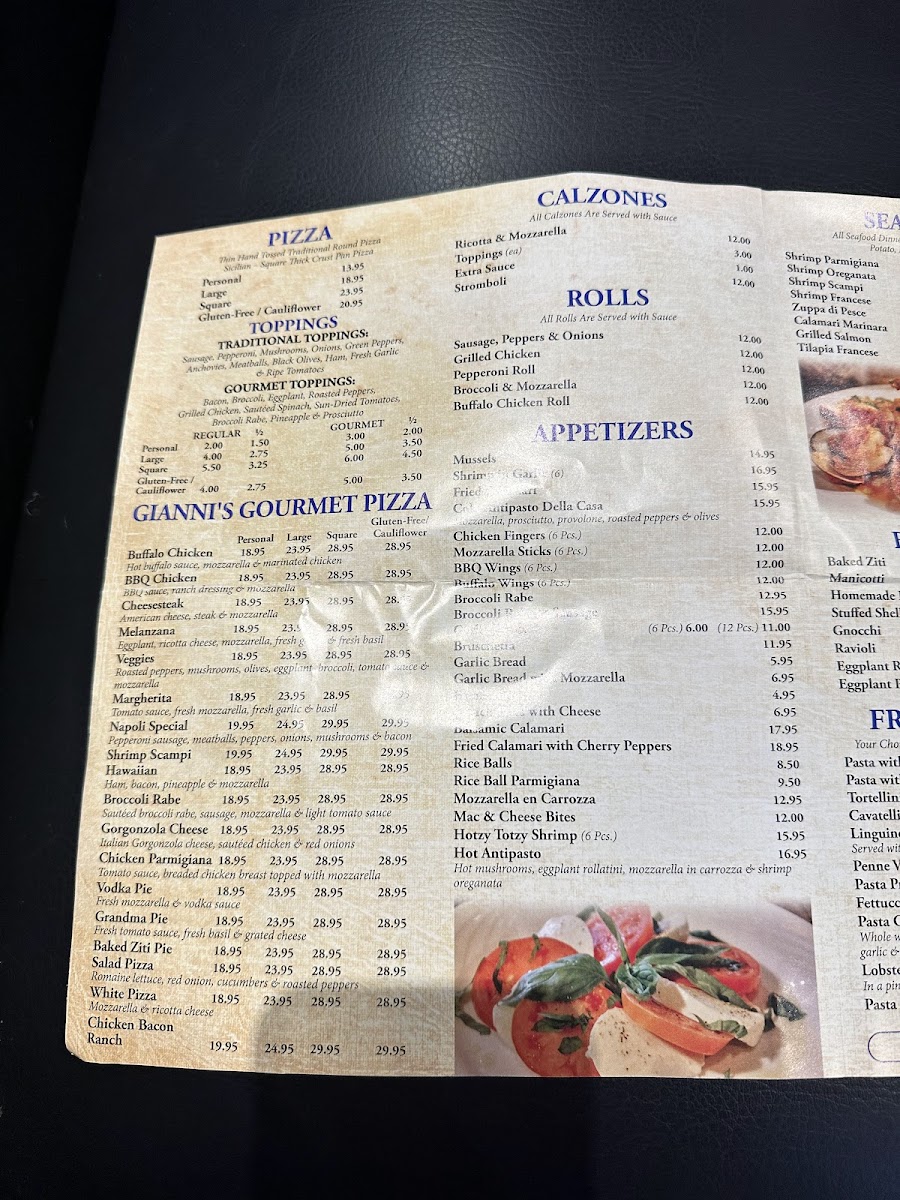 PIZZA
Thin Hand Tossed Traditional Round Pizza
Sicilian - Square Thick Crust Pan Pizza
Personal 13.95
Large 18.95
Square 23.95
Gluten-Free / Cauliflower 20.95
TOPPINGS
TRADITIONAL TOPPINGS:
Sausage, Pepperoni, Mushrooms, Onions, Green Peppers,
Anchovies, Meatballs, Black Olives, Ham, Fresh Garlic
& Ripe Tomatoes
GOURMET TOPPINGS:
Bacon, Broccoli, Eggplant, Roasted Peppers,
Grilled Chicken, Sautéed Spinach, Sun-Dried Tomatoes,
Broccoli Rabe, Pineapple & Prosciutto
REGULAR ½ GOURMET ½
Personal 2.00 1.50 3.00 2.00
Large 4.00 2.75 5.00 3.50
Square 5.50 3.25 6.00 4.50
Gluten-Free /
Cauliflower 4.00 2.75 5.00 3.50
GIANNI'S GOURMET PIZZA
Personal Large Square Gluten-Free/
Cauliflower
Buffalo Chicken 18.95 23.95 28.95 28.95
Hot buffalo sauce, mozzarella & marinated chicken
BBQ Chicken 18.95 23.95 28.95 28.95
BBQ sauce, ranch dressing & mozzarella
Cheesesteak 18.95 23.95 28.95 28.
American cheese, steak & mozzarella
Melanzana 18.95 23. 28.95 28.95
Eggplant, ricotta cheese, mozzarella, fresh & fresh basil
Veggies 18.95 23.95 28.95 28.95
Roasted peppers, mushrooms, olives, eggplant, broccoli, tomato sauce &
mozzarella
Margherita 18.95 23.95 28.95 95
Tomato sauce, fresh mozzarella, fresh garlic & basil
Napoli Special 19.95 24.95 29.95 29.95
Pepperoni sausage, meatballs, peppers, onions, mushrooms & bacon
Shrimp Scampi 19.95 24.95 29.95 29.95
Hawaiian 18.95 23.95 28.95 28.95
Ham, bacon, pineapple & mozzarella
Broccoli Rabe 18.95 23.95 28.95 28.95
Sautéed broccoli rabe, sausage, mozzarella & light tomato sauce
Gorgonzola Cheese 18.95 23.95 28.95 28.95
Italian Gorgonzola cheese, sautéed chicken & red onions
Chicken Parmigiana 18.95 23.95 28.95 28.95
Tomato sauce, breaded chicken breast topped with mozzarella
Vodka Pie 18.95 23.95 28.95 28.95
Fresh mozzarella & vodka sauce
Grandma Pie 18.95 23.95 28.95 28.95
Fresh tomato sauce, fresh basil & grated cheese
Baked Ziti Pie 18.95 23.95 28.95 28.95
Salad Pizza 18.95 23.95 28.95 28.95
Romaine lettuce, red onion, cucumbers & roasted peppers
White Pizza 18.95 23.95 28.95 28.95
Mozzarella & ricotta cheese
Chicken Bacon
Ranch 19.95 24.95 29.95 29.95
CALZONES
All Calzones Are Served with Sauce
Ricotta & Mozzarella 12.00
Toppings (ea) 3.00
Extra Sauce 1.00
Stromboli 12.00
ROLLS
All Rolls Are Served with Sauce
Sausage, Peppers & Onions 12.00
Grilled Chicken 12.00
Pepperoni Roll 12.00
Broccoli & Mozzarella 12.00
Buffalo Chicken Roll 12.00
APPETIZERS
Mussels 14.95
Shrimp Garlic (6) 16.95
Fried 15.95
Antipasto Della Casa 15.95
Mozzarella, prosciutto, provolone, roasted peppers & olives
Chicken Fingers (6 Pcs.) 12.00
Mozzarella Sticks (6 Pcs.) 12.00
BBQ Wings (6 Pcs.) 12.00
Buffalo Wings (6 Pcs.) 12.00
Broccoli Rabe 12.95
Broccoli 15.95
(6 Pcs.) 6.00 (12 Pcs.) 11.00
Bruschetta 11.95
Garlic Bread 5.95
Garlic Bread Mozzarella 6.95
4.95
with Cheese 6.95
Balsamic Calamari 17.95
Fried Calamari with Cherry Peppers 18.95
Rice Balls 8.50
Rice Ball Parmigiana 9.50
Mozzarella en Carrozza 12.95
Mac & Cheese Bites 12.00
Hotzy Totzy Shrimp (6 Pcs.) 15.95
Hot Antipasto 16.95
Hot mushrooms, eggplant rollatini, mozzarella in carrozza & shrimp
oreganata
SEA
All Seafood Dinn
Potato,
Shrimp Parmigiana
Shrimp Oreganata
Shrimp Scampi
Shrimp Francese
Zuppa di Pesce
Calamari Marinara
Grilled Salmon
Tilapia Francese
Baked Ziti
Manicotti
Homemade
Stuffed Shel
Gnocchi
Ravioli
Eggplant R
Eggplant
FR
Your Cho
Pasta with
Pasta wit
Tortellin
Cavatelli
Linguine
Served wit
Penne V
Pasta Pr
Fettucc
Pasta
Whole w
garlic &
Lobste
In a pin
Pasta